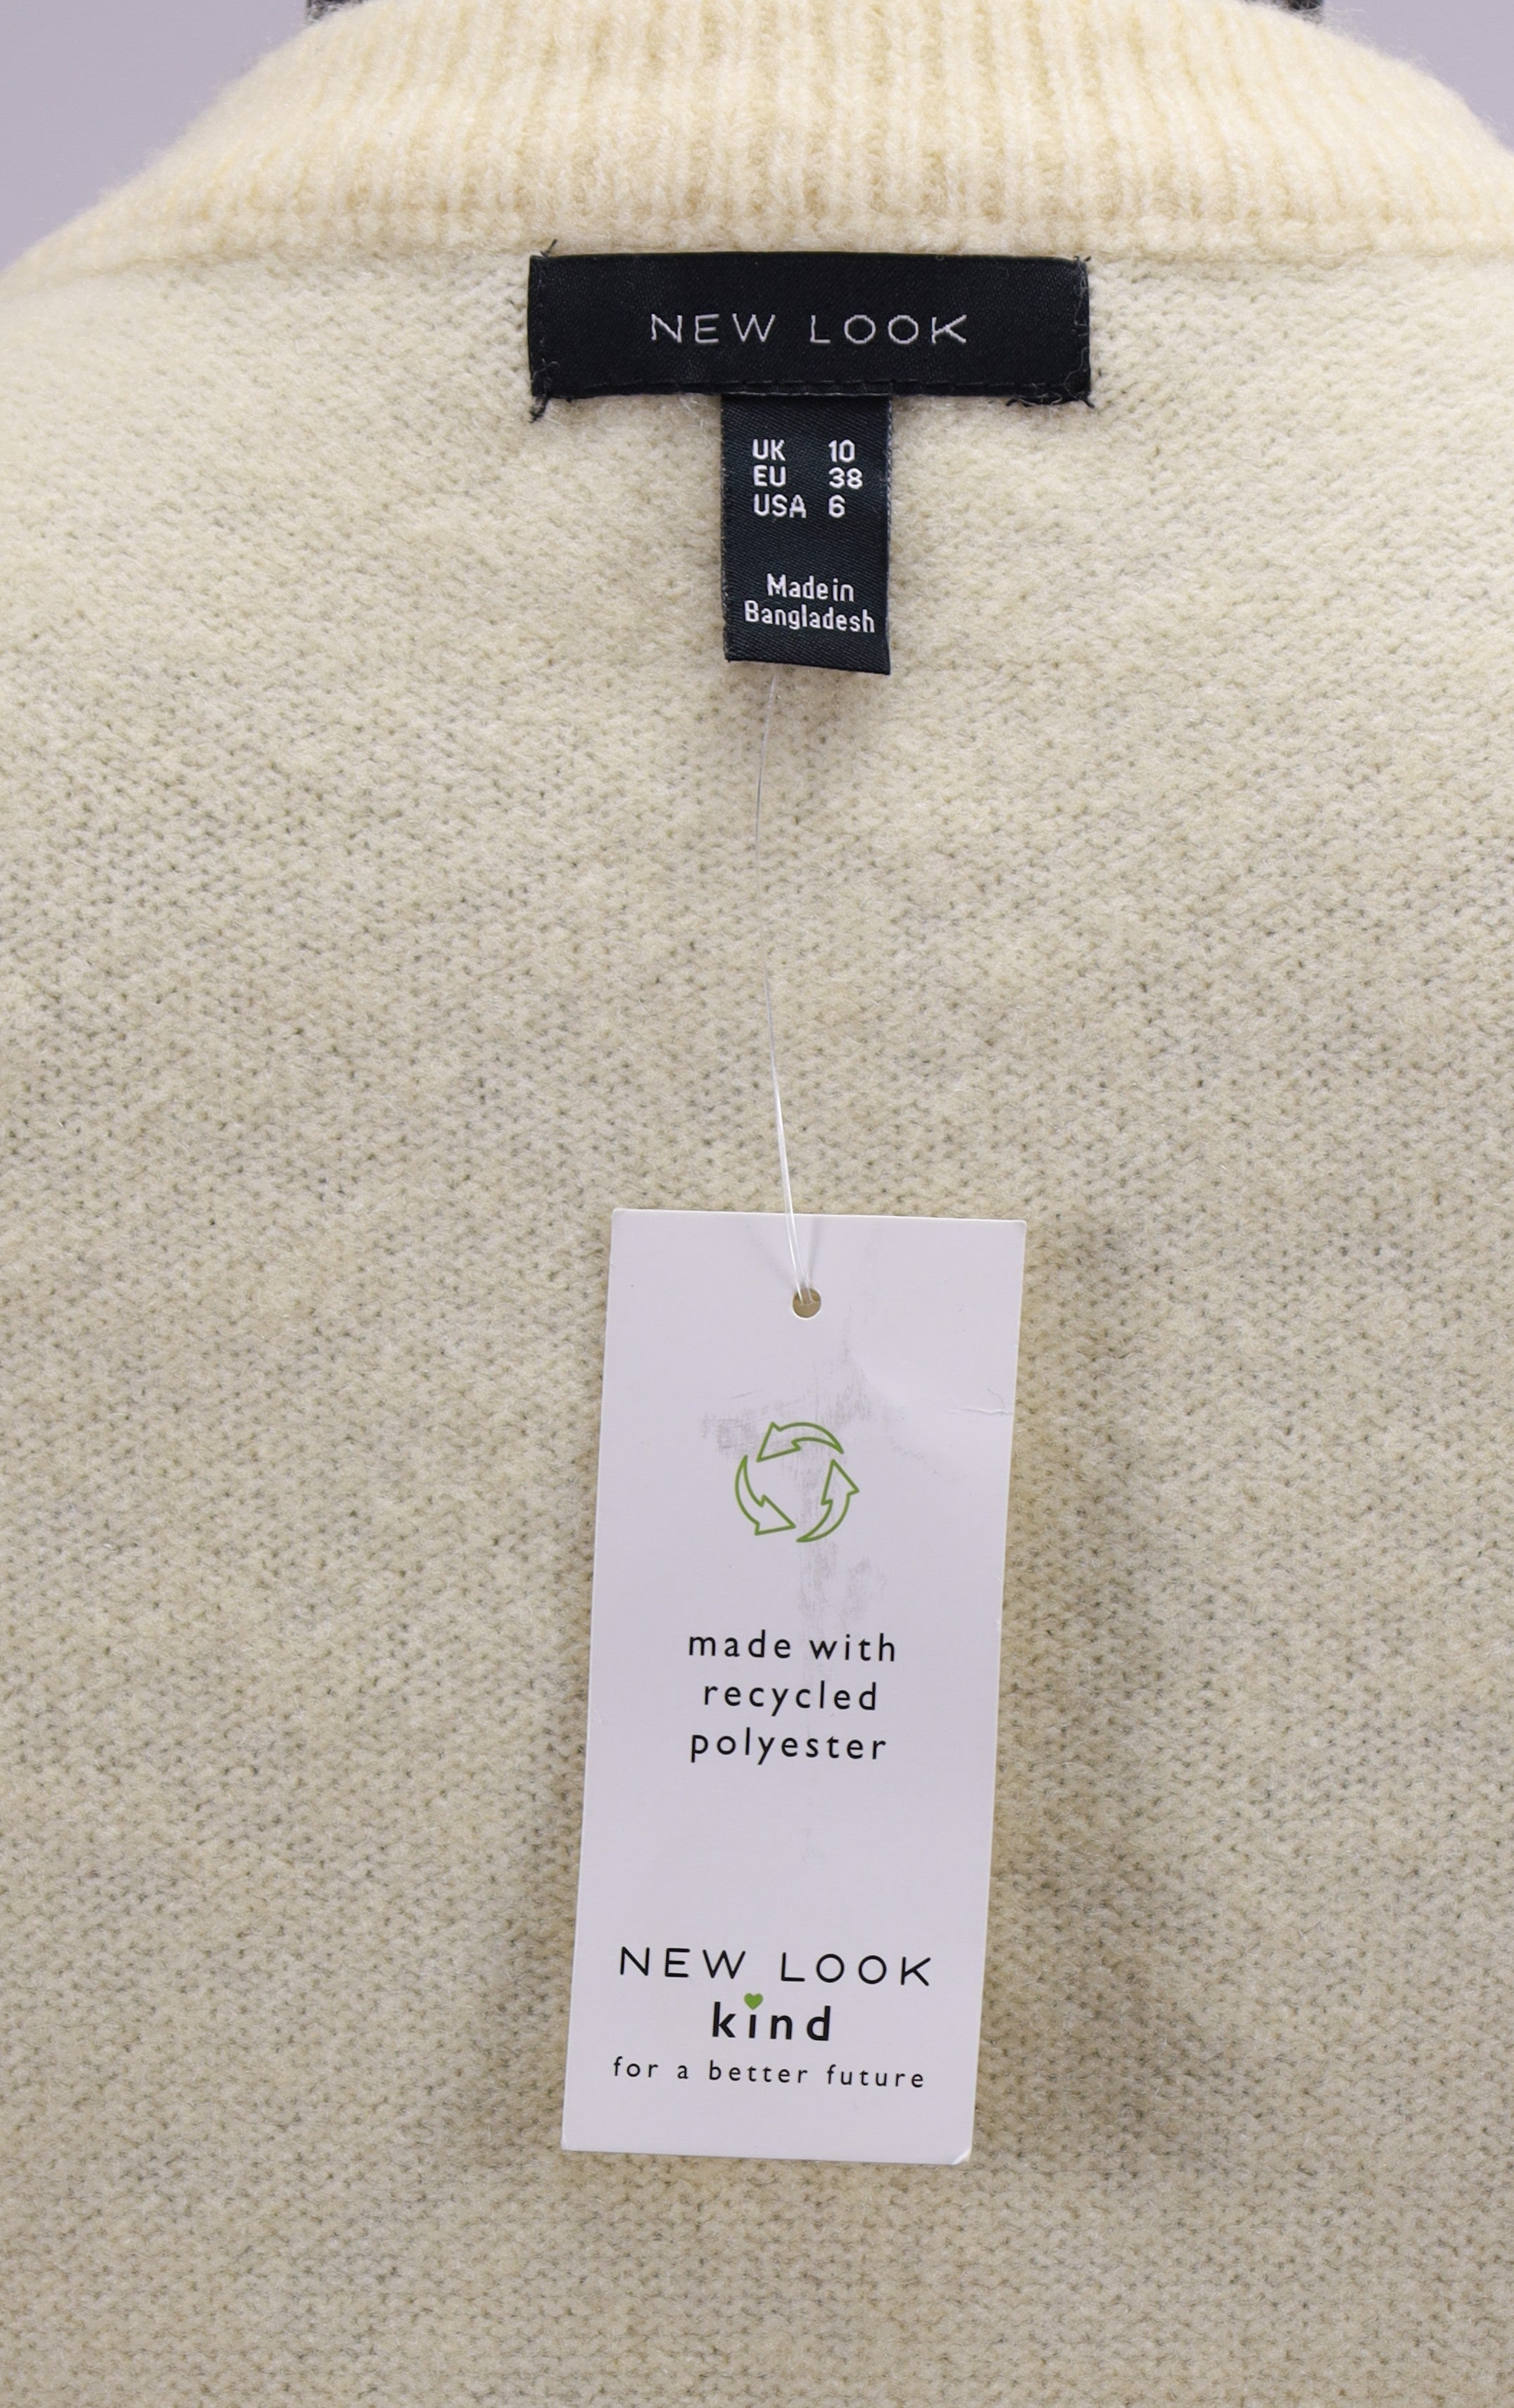 NEW LOOK
UK 10
EU 38
USA 6
Made in
Bangladesh
made with
recycled
polyester
NEW LOOK
kind
for a better future